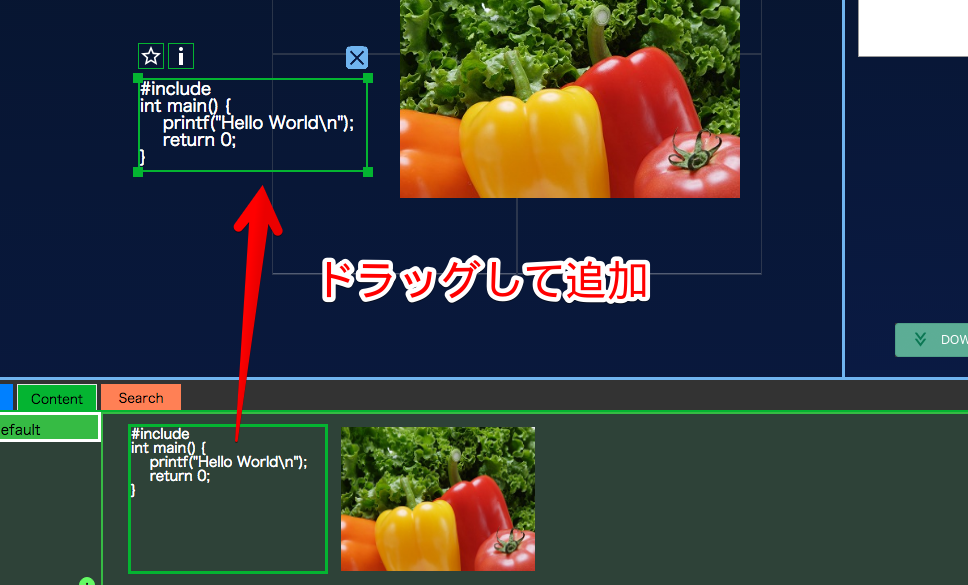 #include
int main() {
printf("Hello World\n");
return 0;
}
ドラッグして追加
DOW
Content
Search
efault
#include
int main() {
printf("Hello World\n");
return 0;
}